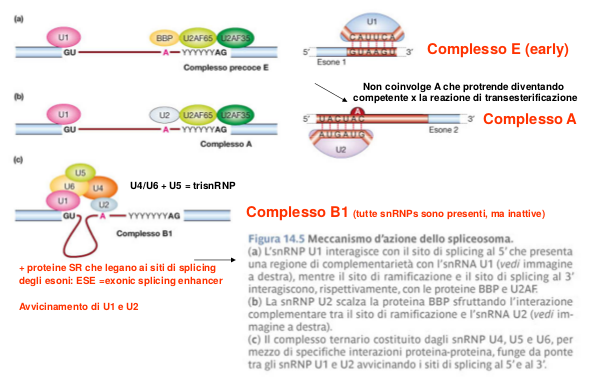 (a)
U1
BBP
U2AF65
U2AF35
GU
A
YYYYYYAG
Complesso precoce E
U1
CAUUCA
GUAAGU
5′
3′
Esone 1
Complesso E (early)
Non coinvolge A che protrende diventando
competente x la reazione di transesterificazione
(b)
U1
U2
U2AF65
U2AF35
GU
A
YYYYYYAG
Complesso A
A
5′
UACUAC
3′
AUGAUG
Esone 2
U2
Complesso A
(c)
U5
U6
U4
U1
U2
GU
A
YYYYYYAG
Complesso B1
U4/U6 + U5 = trisnRNP
Complesso B1 (tutte snRNPs sono presenti, ma inattive)
+ proteine SR che legano ai siti di splicing
degli esoni: ESE =exonic splicing enhancer
Avvicinamento di U1 e U2
Figura 14.5 Meccanismo d'azione dello spliceosoma.
(a) L'snRNP U1 interagisce con il sito di splicing al 5′ che presenta
una regione di complementarietà con l'snRNA U1 (vedi immagine
a destra), mentre il sito di ramificazione e il sito di splicing al 3′
interagiscono, rispettivamente, con le proteine BBP e U2AF.
(b) La snRNP U2 scalza la proteina BBP sfruttando l'interazione
complementare tra il sito di ramificazione e l'snRNA U2 (vedi im-
magine a destra).
(c) Il complesso ternario costituito dagli snRNP U4, U5 e U6, per
mezzo di specifiche interazioni proteina-proteina, funge da ponte
tra gli snRNP U1 e U2 avvicinando i siti di splicing al 5′ e al 3′.